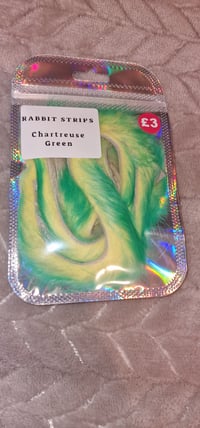 RABBIT STRIPS
£3
Chartreuse
Green